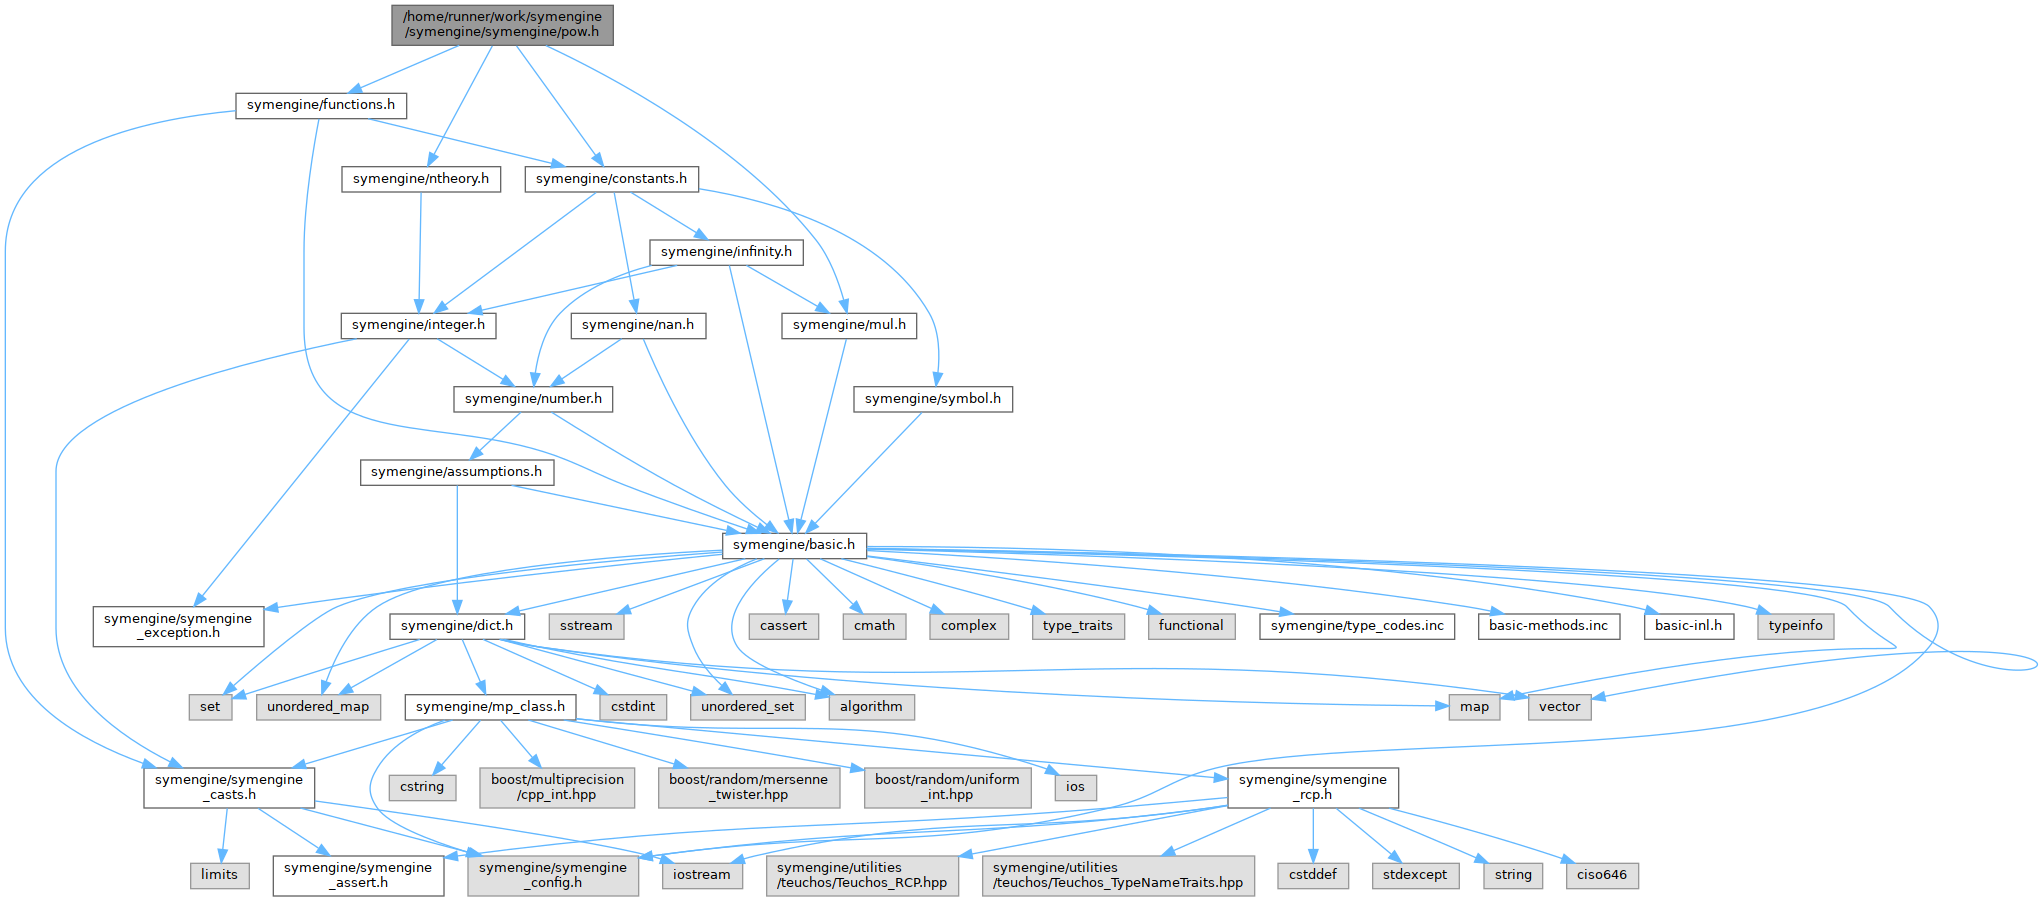 /home/runner/work/symengine
/symengine/symengine/pow.h
symengine/functions.h
symengine/ntheory.h
symengine/constants.h
symengine/infinity.h
symengine/integer.h
symengine/nan.h
symengine/mul.h
symengine/number.h
symengine/symbol.h
symengine/assumptions.h
symengine/basic.h
symengine/symengine
_exception.h
symengine/dict.h
sstream
cassert
cmath
complex
type_traits
functional
symengine/type_codes.inc
basic-methods.inc
basic-inl.h
typeinfo
set
unordered_map
symengine/mp_class.h
cstdint
unordered_set
algorithm
map
vector
symengine/symengine
_casts.h
cstring
boost/multiprecision
/cpp_int.hpp
boost/random/mersenne
_twister.hpp
boost/random/uniform
_int.hpp
ios
symengine/symengine
_rcp.h
limits
symengine/symengine
_assert.h
symengine/symengine
_config.h
iostream
symengine/utilities
/teuchos/Teuchos_RCP.hpp
symengine/utilities
/teuchos/Teuchos_TypeNameTraits.hpp
cstddef
stdexcept
string
ciso646